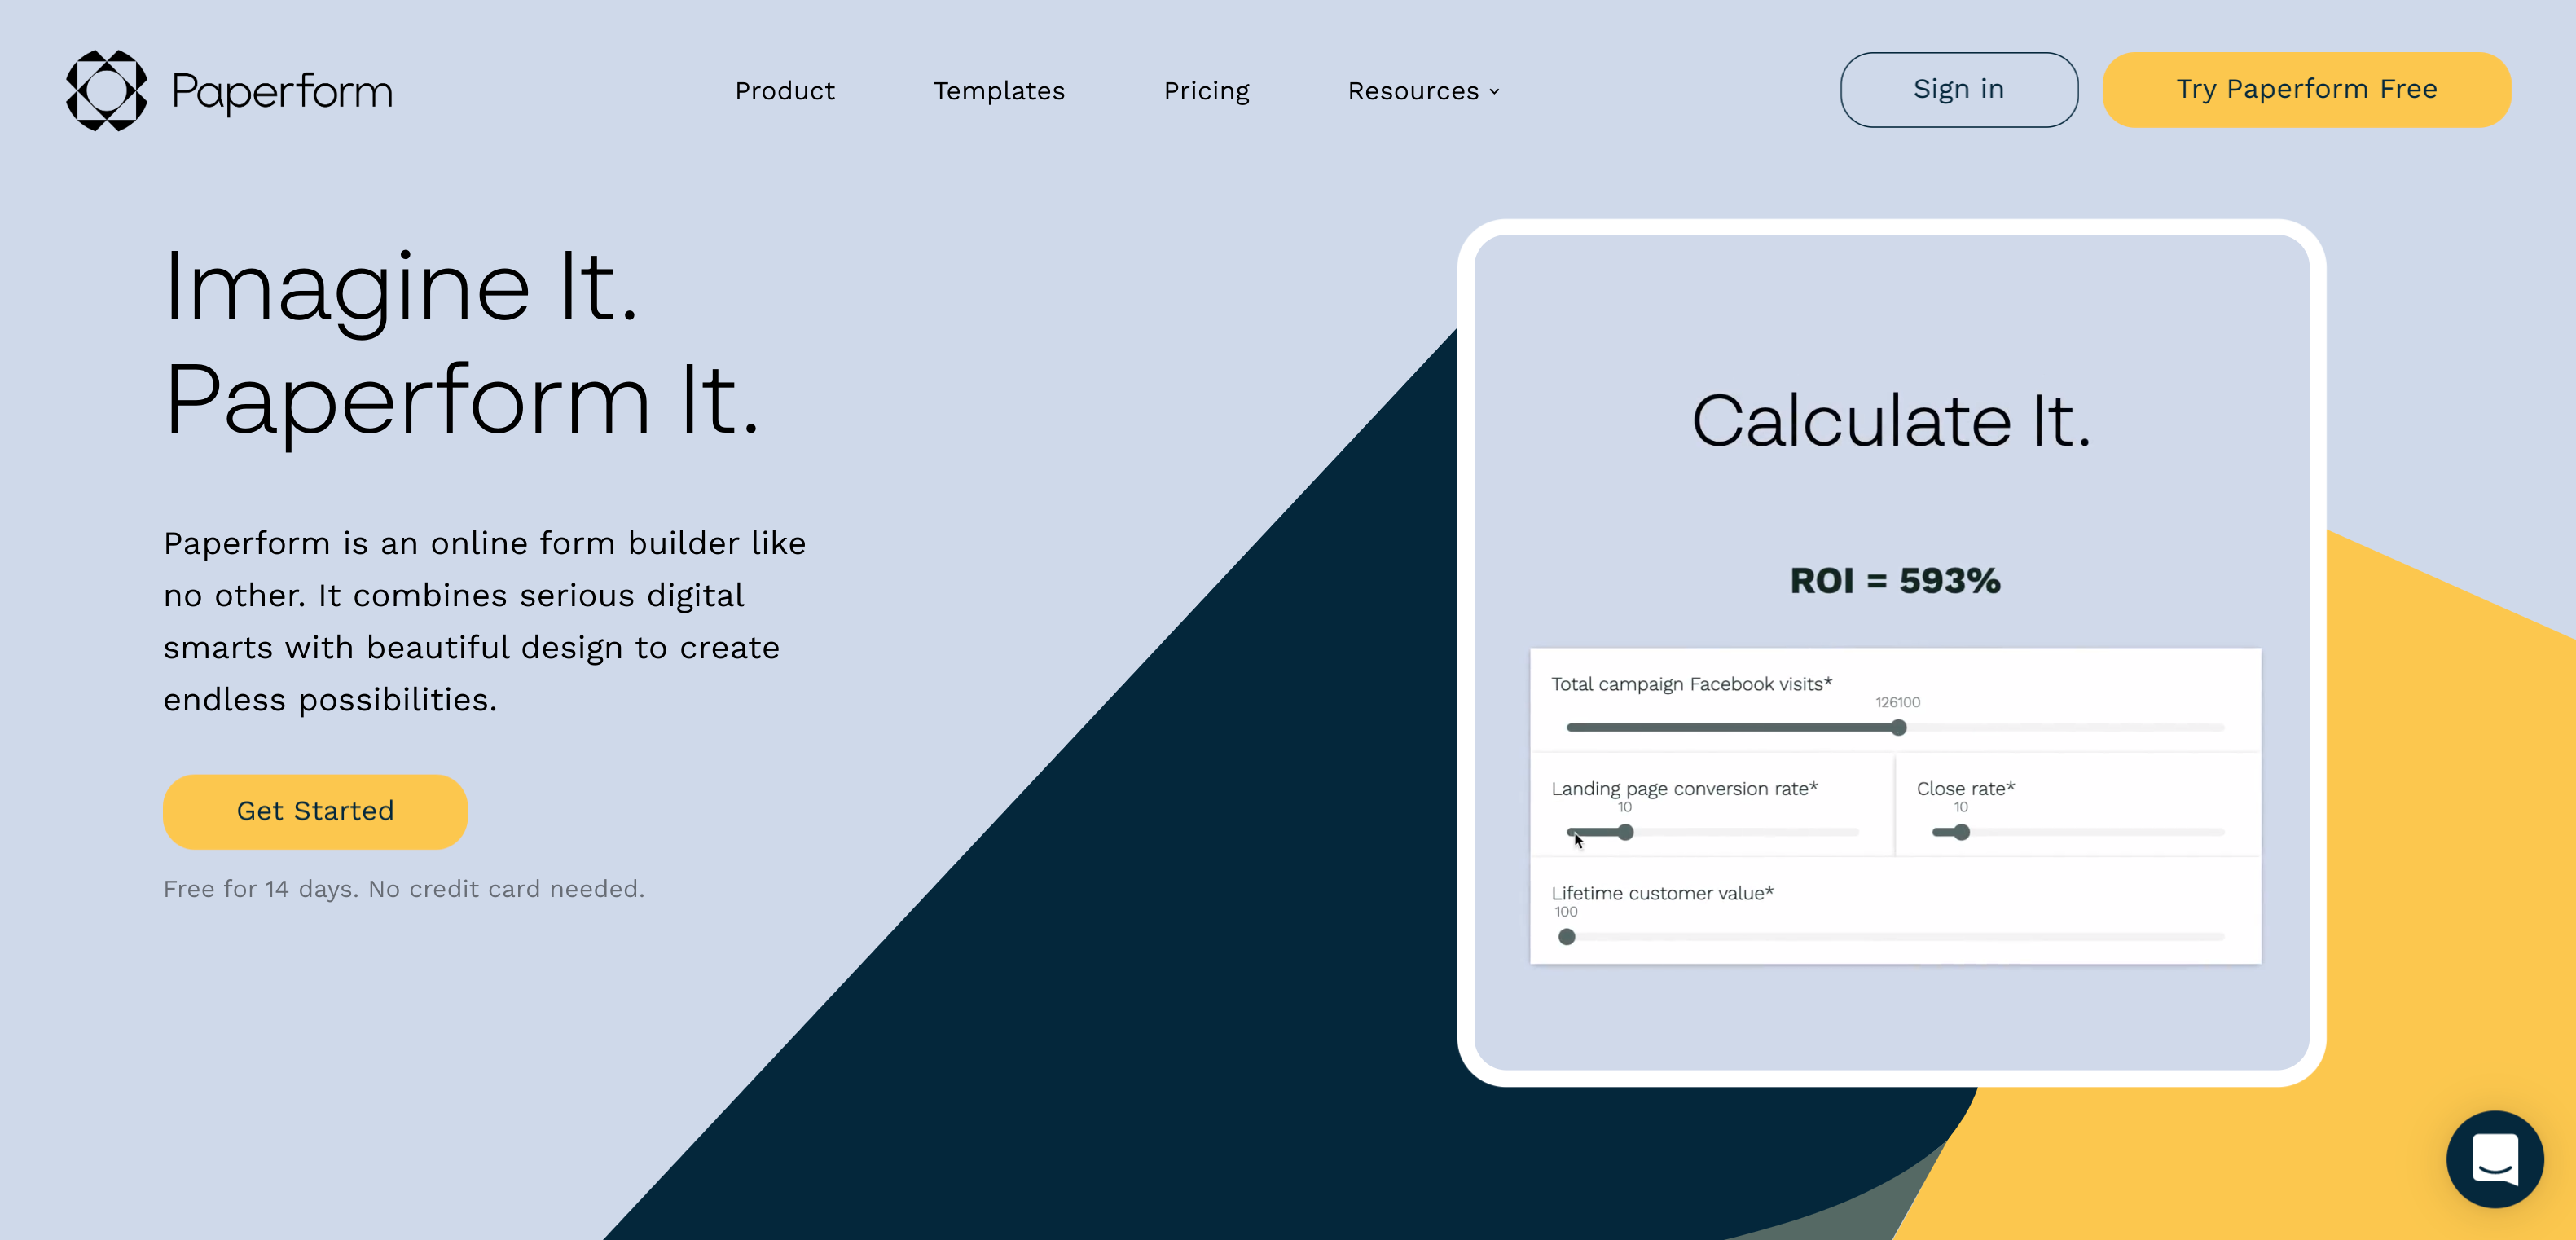 Paperform
Product
Templates
Pricing
Resources
Sign in
Try Paperform Free
Imagine It.
Paperform It.
Paperform is an online form builder like
no other. It combines serious digital
smarts with beautiful design to create
endless possibilities.
Get Started
Free for 14 days. No credit card needed.
Calculate It.
ROI = 593%
Total campaign Facebook visits*
126100
Landing page conversion rate*
10
Close rate*
10
Lifetime customer value*
100